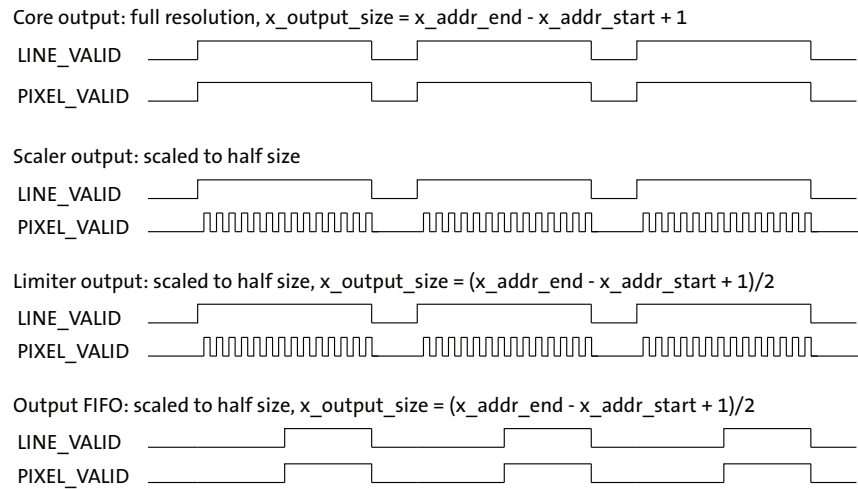 Core output: full resolution, x_output_size = x_addr_end - x_addr_start + 1
LINE_VALID
PIXEL_VALID
Scaler output: scaled to half size
LINE_VALID
PIXEL_VALID
Limiter output: scaled to half size, x_output_size = (x_addr_end - x_addr_start + 1)/2
LINE_VALID
PIXEL_VALID
Output FIFO: scaled to half size, x_output_size = (x_addr_end - x_addr_start + 1)/2
LINE_VALID
PIXEL_VALID